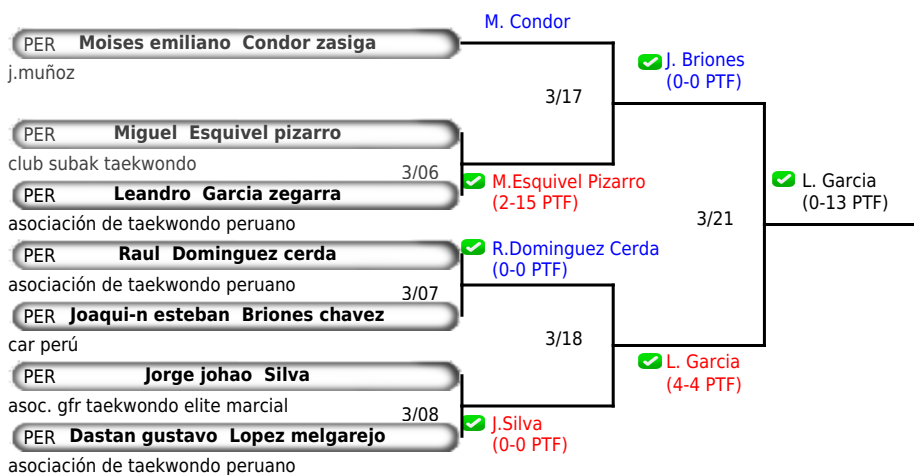 M. Condor
PER Moises emiliano Condor zasiga
j.muñoz
J. Briones
(0-0 PTF)
3/17
PER Miguel Esquivel pizarro
club subak taekwondo
3/06
M.Esquivel Pizarro
(2-15 PTF)
PER Leandro Garcia zegarra
asociación de taekwondo peruano
L. Garcia
(0-13 PTF)
3/21
PER Raul Dominguez cerda
asociación de taekwondo peruano
R.Dominguez Cerda
(0-0 PTF)
3/07
PER Joaqui-n esteban Briones chavez
car perú
3/18
PER Jorge johao Silva
asoc. gfr taekwondo elite marcial
L. Garcia
(4-4 PTF)
3/08
J.Silva
(0-0 PTF)
PER Dastan gustavo Lopez melgarejo
asociación de taekwondo peruano